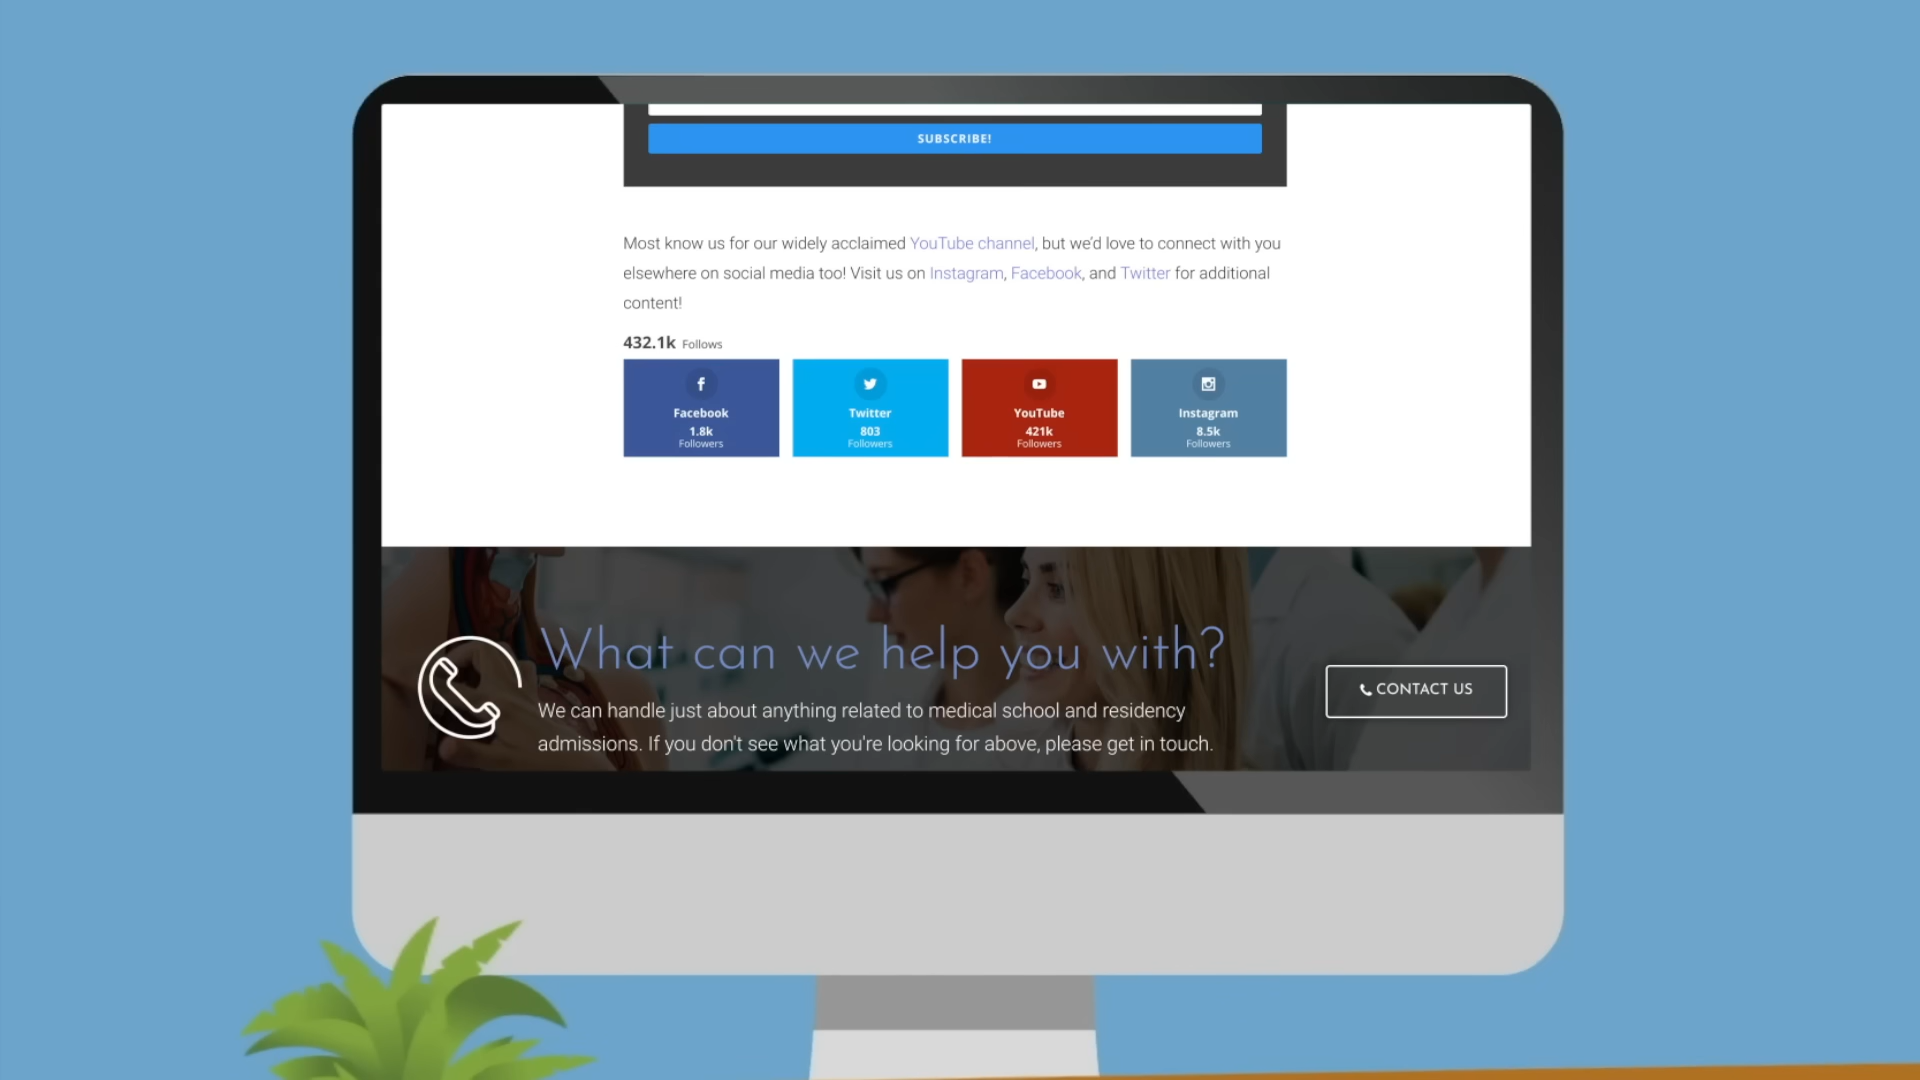 SUBSCRIBE!
Most know us for our widely acclaimed YouTube channel, but we'd love to connect with you
elsewhere on social media too! Visit us on Instagram, Facebook, and Twitter for additional
content!
432.1k Follows
Facebook
1.8k
Followers
Twitter
803
Followers
YouTube
421k
Followers
Instagram
8.5k
Followers
What can we help you with?
We can handle just about anything related to medical school and residency
admissions. If you don't see what you're looking for above, please get in touch.
CONTACT US